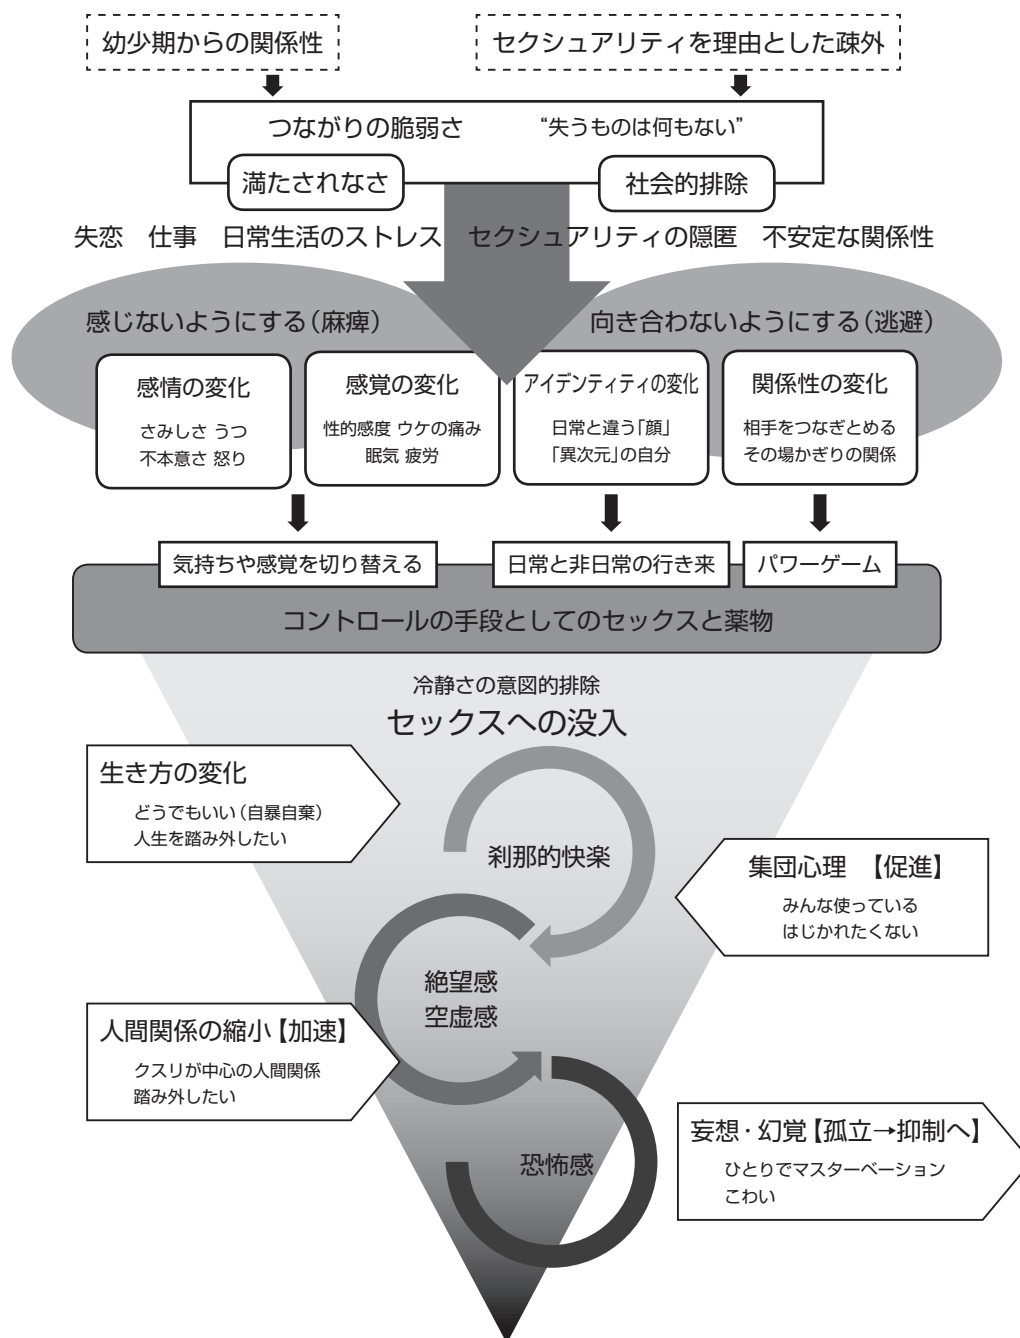 幼少期からの関係性
セクシュアリティを理由とした疎外
つながりの脆弱さ
“失うものは何もない”
満たされなさ
社会的排除
失恋　仕事　日常生活のストレス　セクシュアリティの隠匿　不安定な関係性
感じないようにする（麻痺）
向き合わないようにする（逃避）
感情の変化
さみしさ うつ
不本意さ 怒り
感覚の変化
性的感度 ウケの痛み
眠気 疲労
アイデンティティの変化
日常と違う「顔」
「異次元」の自分
関係性の変化
相手をつなぎとめる
その場かぎりの関係
気持ちや感覚を切り替える
日常と非日常の行き来
パワーゲーム
コントロールの手段としてのセックスと薬物
冷静さの意図的排除
セックスへの没入
生き方の変化
どうでもいい（自暴自棄）
人生を踏み外したい
刹那的快楽
集団心理　【促進】
みんな使っている
はじかれたくない
絶望感
空虚感
人間関係の縮小【加速】
クスリが中心の人間関係
踏み外したい
恐怖感
妄想・幻覚【孤立→抑制へ】
ひとりでマスターベーション
こわい